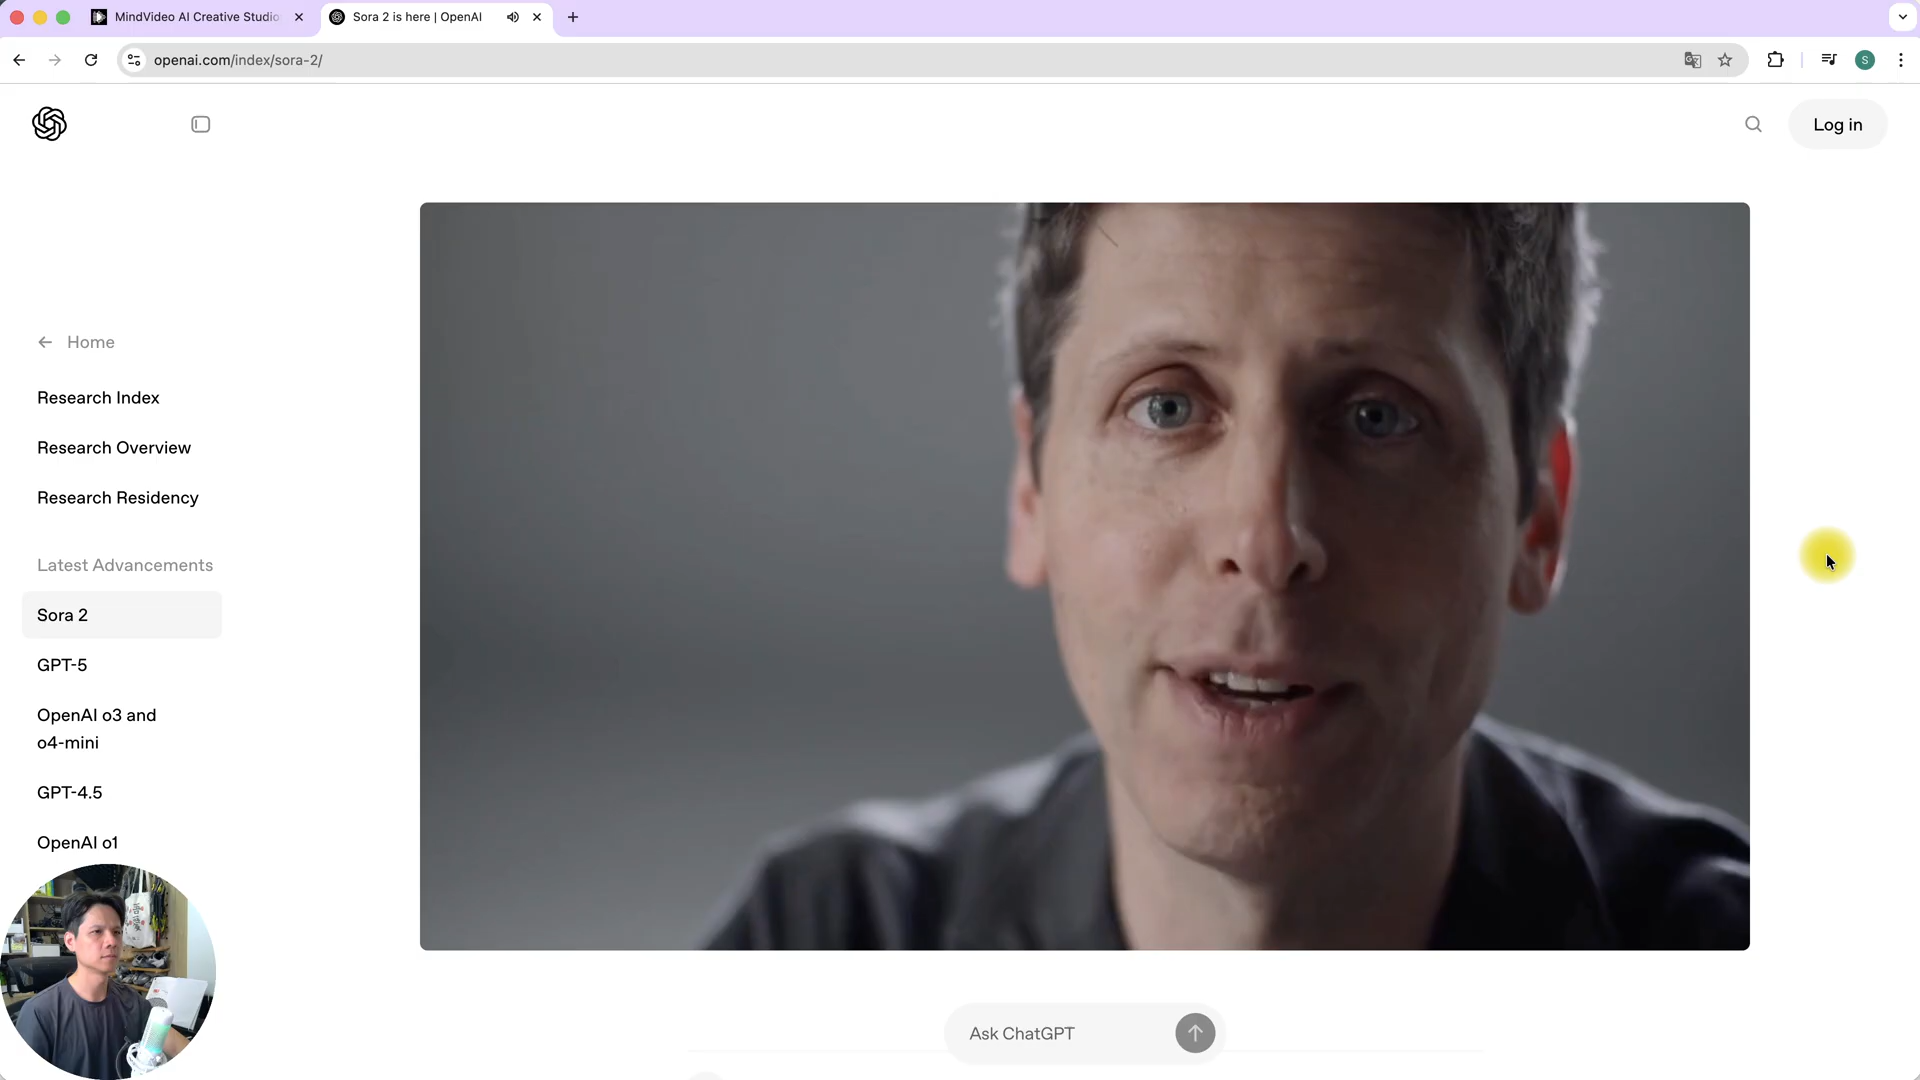 MindVideo AI Creative Studio
Sora 2 is here | OpenAI
openai.com/index/sora-2/
S
Log in
Home
Research Index
Research Overview
Research Residency
Latest Advancements
Sora 2
GPT-5
OpenAI o3 and
o4-mini
GPT-4.5
OpenAI o1
Ask ChatGPT